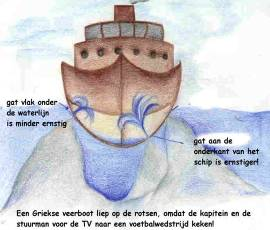 gat vlak onder
de waterlijn
is minder ernstig
gat aan de
onderkant van het
schip is ernstiger!
Een Griekse veerboot liep op de rotsen, omdat de kapitein en de
stuurman voor de TV naar een voetbalwedstrijd keken!